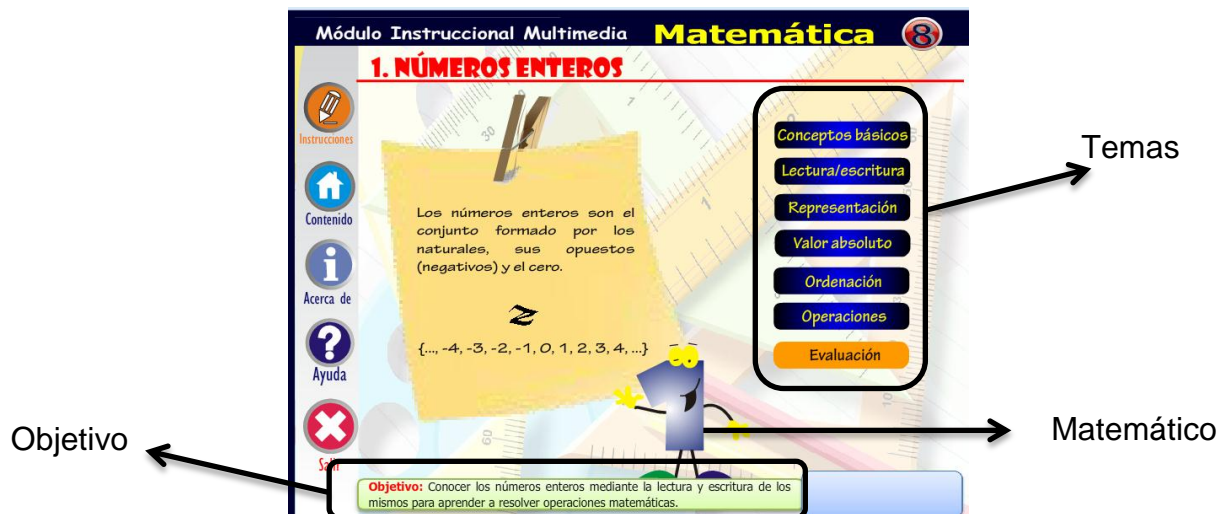 Módulo Instruccional Multimedia Matemática 8
1. NÚMEROS ENTEROS
Instrucciones
Contenido
Acerca de
Ayuda
Salir
Los números enteros son el
conjunto formado por los
naturales, sus opuestos
(negativos) y el cero.
Z
{..., -4, -3, -2, -1, 0, 1, 2, 3, 4, ...}
Conceptos básicos
Lectura/escritura
Representación
Valor absoluto
Ordenación
Operaciones
Evaluación
Temas
Matemático
Objetivo
Objetivo: Conocer los números enteros mediante la lectura y escritura de los
mismos para aprender a resolver operaciones matemáticas.